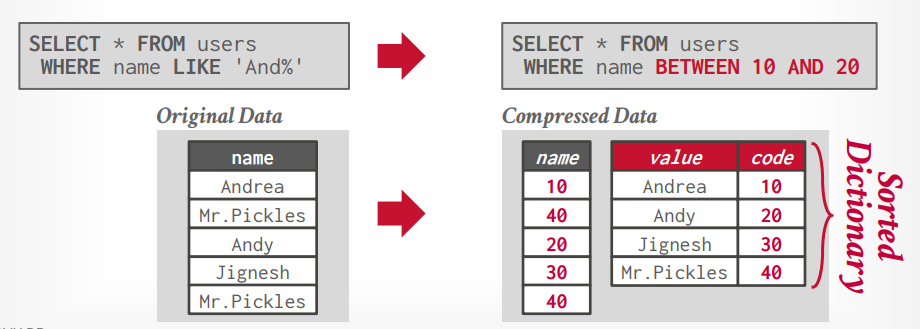 SELECT * FROM users
WHERE name LIKE 'And%'
SELECT * FROM users
WHERE name BETWEEN 10 AND 20
Original Data
name
Andrea
Mr.Pickles
Andy
Jignesh
Mr.Pickles
Compressed Data
name
10
40
20
30
40
value code
Andrea 10
Andy 20
Jignesh 30
Mr.Pickles 40
Sorted
Dictionary